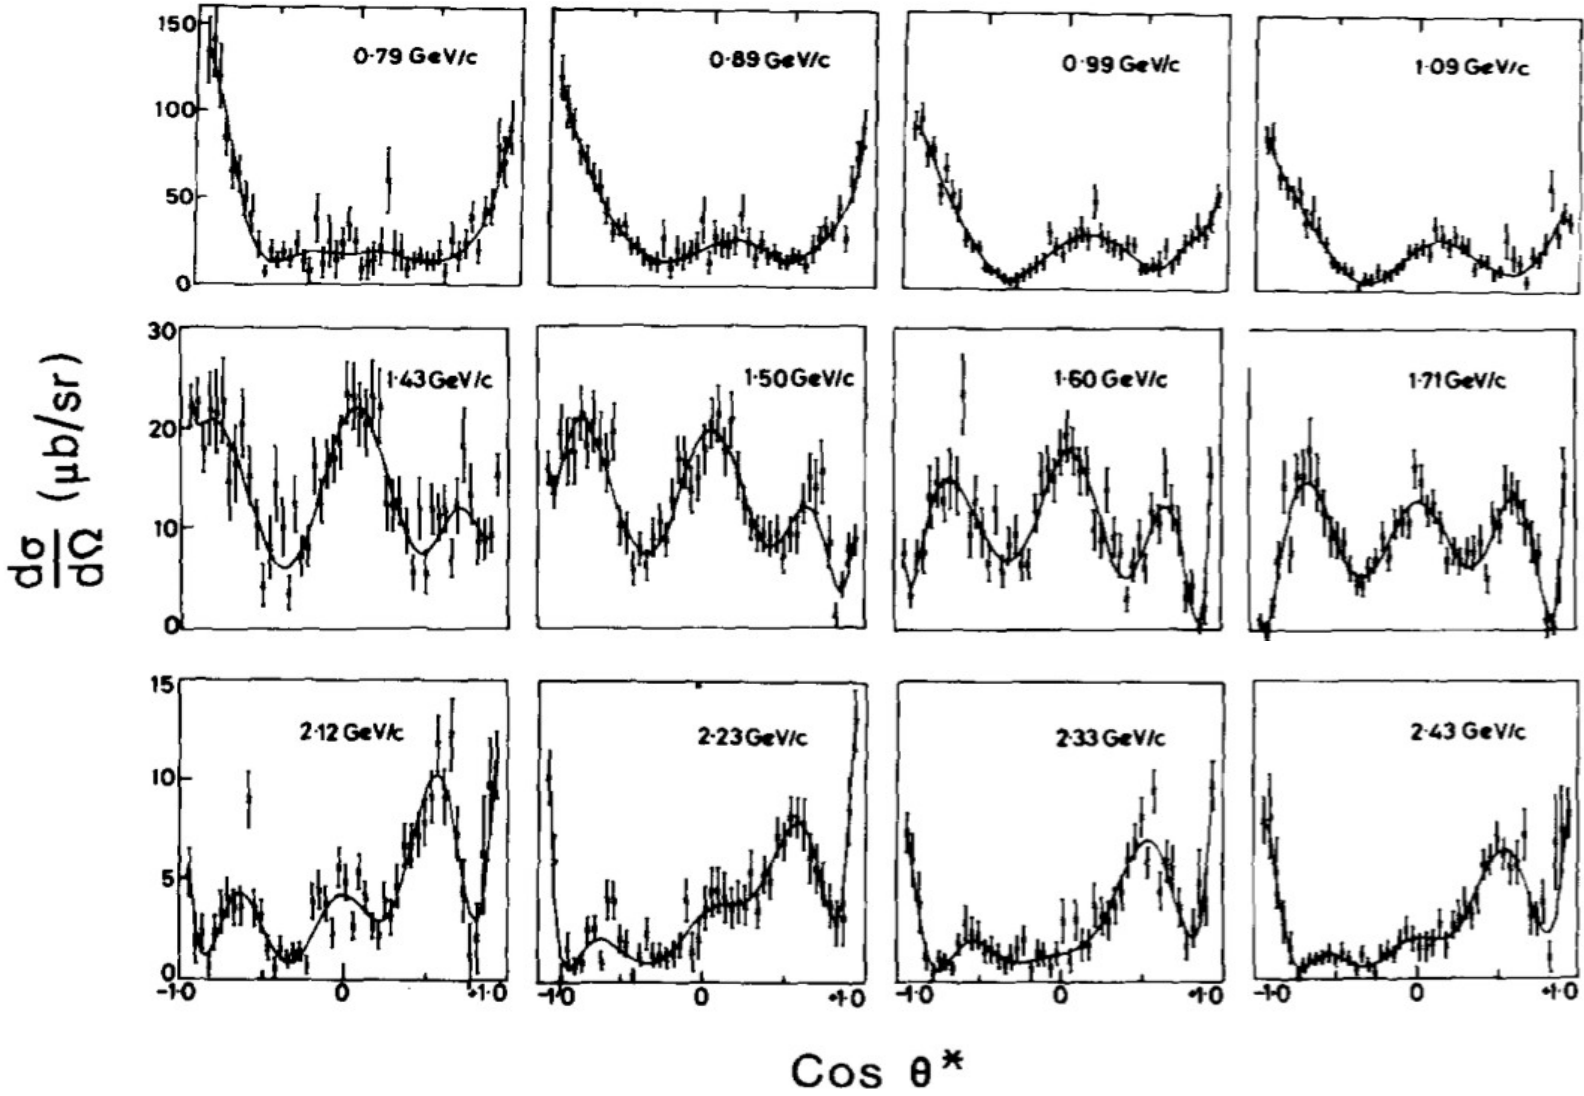 150
100
50
0
0·79 GeV/c
0·89 GeV/c
0·99 GeV/c
1·09 GeV/c
30
20
10
0
1·43 GeV/c
1·50 GeV/c
1·60 GeV/c
1·71 GeV/c
dσ/dΩ (μb/sr)
15
10
5
0
2·12 GeV/c
2·23 GeV/c
2·33 GeV/c
2·43 GeV/c
-1·0 0 +1·0
-1·0 0 +1·0
-1·0 0 +1·0
-1·0 0 +1·0
Cos θ*